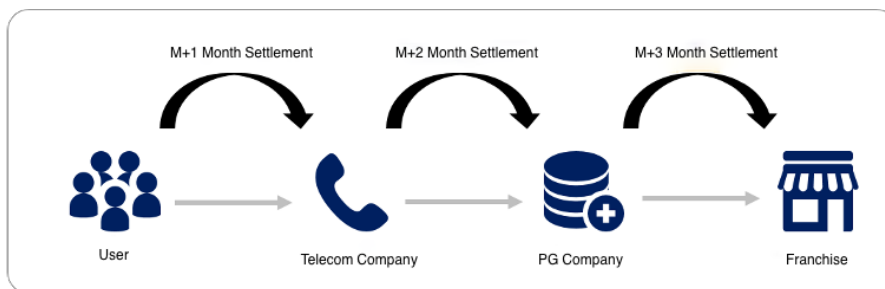 M+1 Month Settlement
M+2 Month Settlement
M+3 Month Settlement
User
Telecom Company
PG Company
Franchise